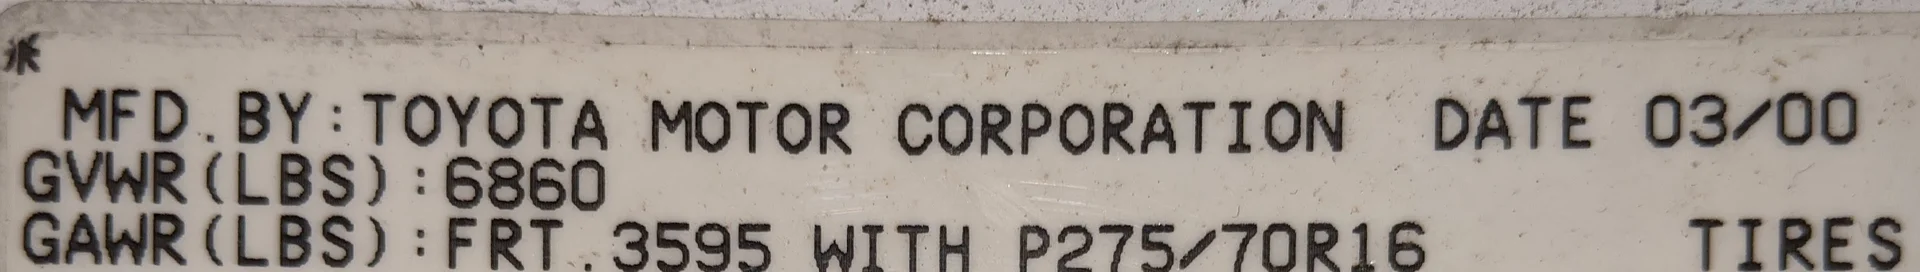 MFD.BY:TOYOTA MOTOR CORPORATION DATE 03/00
GVWR(LBS):6860
GAWR(LBS):FRT.3595 WITH P275/70R16 TIRES